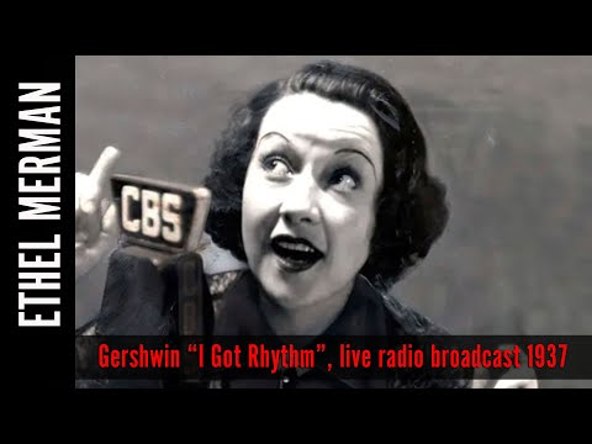 ETHEL MERMAN
CBS
Gershwin “I Got Rhythm”, live radio broadcast 1937